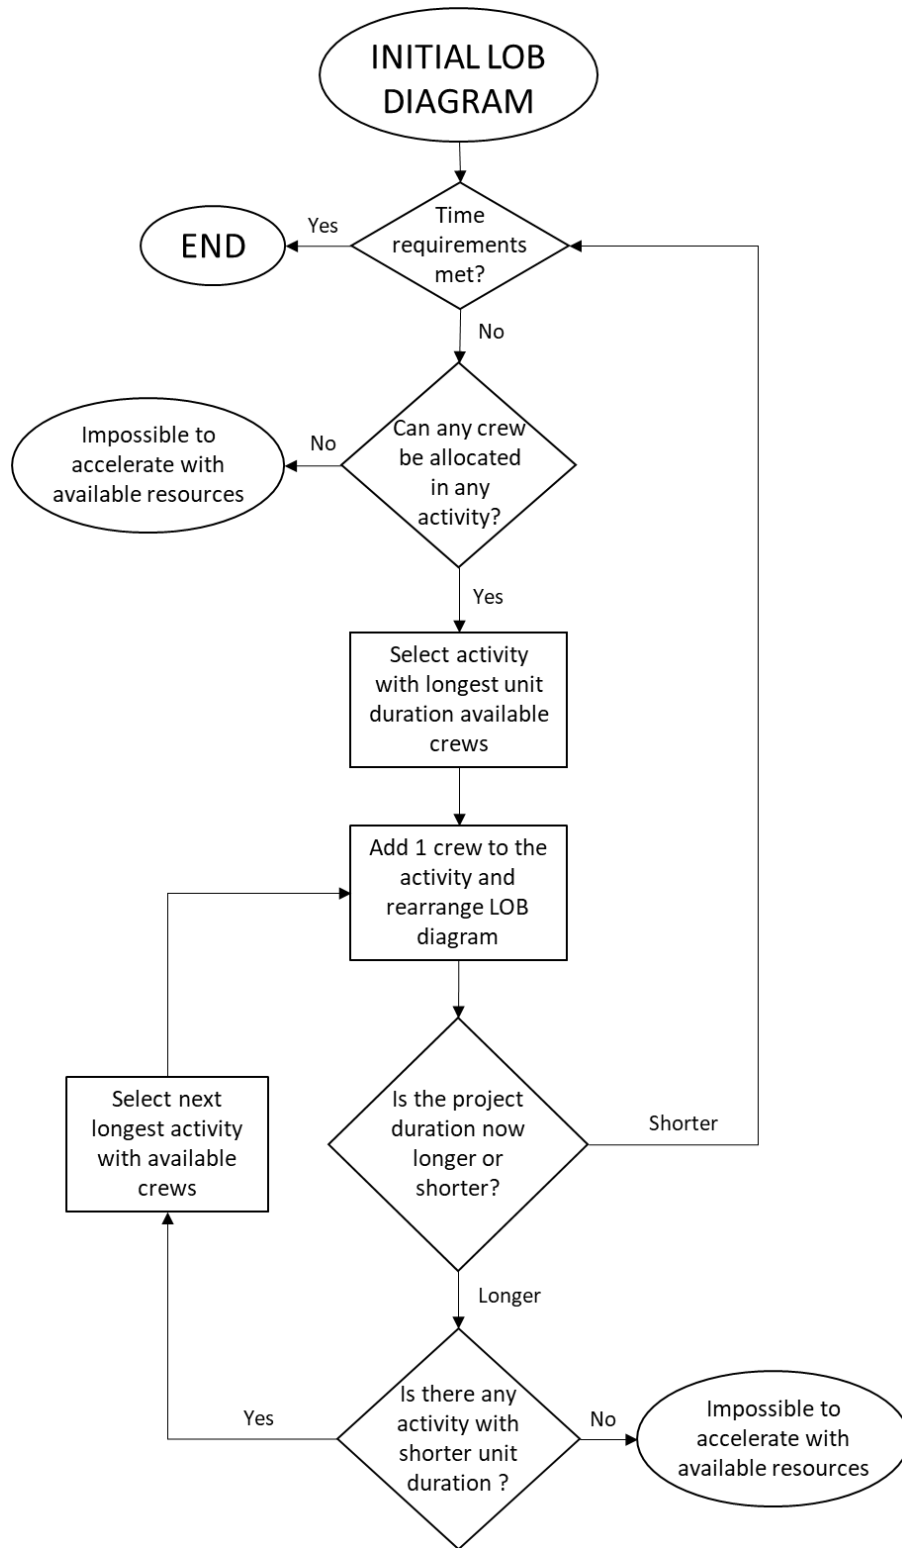 INITIAL LOB
DIAGRAM
Time
requirements
met?
Yes
END
No
Can any crew
be allocated
in any
activity?
No
Impossible to
accelerate with
available resources
Yes
Select activity
with longest unit
duration available
crews
Add 1 crew to the
activity and
rearrange LOB
diagram
Is the project
duration now
longer or
shorter?
Shorter
Select next
longest activity
with available
crews
Longer
Is there any
activity with
shorter unit
duration ?
Yes
No
Impossible to
accelerate with
available resources